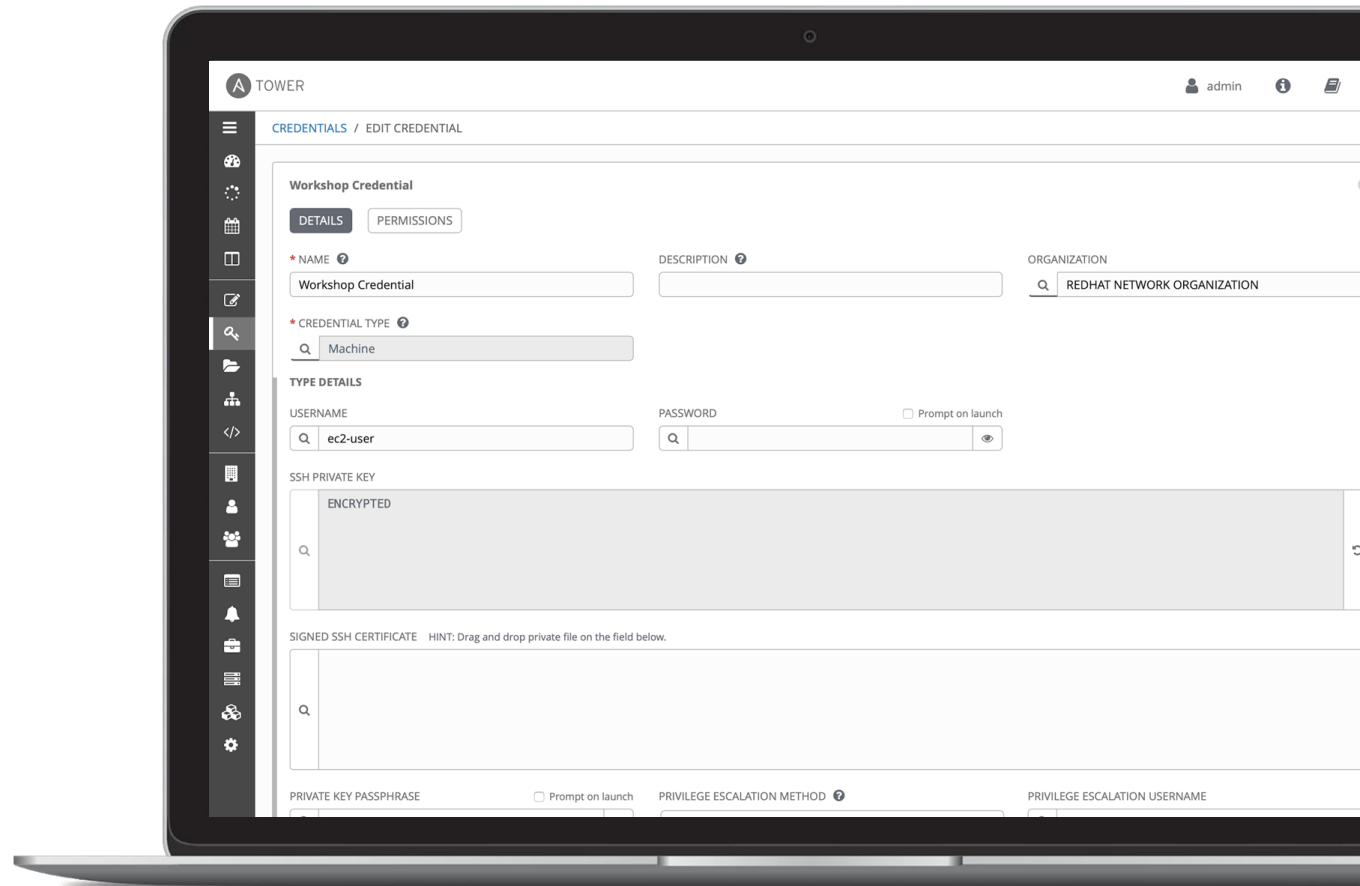 A TOWER admin
CREDENTIALS / EDIT CREDENTIAL
Workshop Credential
DETAILS PERMISSIONS
* NAME DESCRIPTION ORGANIZATION
Workshop Credential REDHAT NETWORK ORGANIZATION
* CREDENTIAL TYPE
Machine
TYPE DETAILS
USERNAME PASSWORD Prompt on launch
ec2-user
SSH PRIVATE KEY
ENCRYPTED
SIGNED SSH CERTIFICATE HINT: Drag and drop private file on the field below.
PRIVATE KEY PASSPHRASE Prompt on launch PRIVILEGE ESCALATION METHOD PRIVILEGE ESCALATION USERNAME